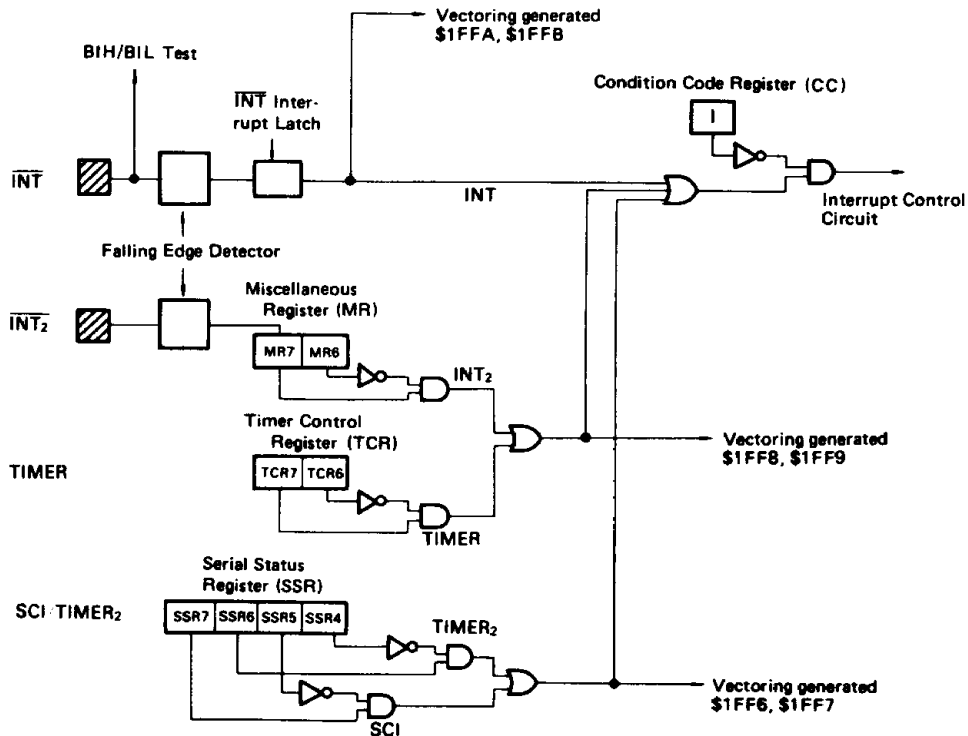 Vectoring generated
$1FFA, $1FFB
BIH/BIL Test
Condition Code Register (CC)
I
INT Inter-
rupt Latch
INT
INT
Interrupt Control
Circuit
Falling Edge Detector
Miscellaneous
Register (MR)
INT₂
MR7 MR6
INT₂
Timer Control
Register (TCR)
Vectoring generated
$1FF8, $1FF9
TIMER
TCR7 TCR6
TIMER
Serial Status
Register (SSR)
SCI/TIMER₂
SSR7 SSR6 SSR5 SSR4
TIMER₂
Vectoring generated
$1FF6, $1FF7
SCI